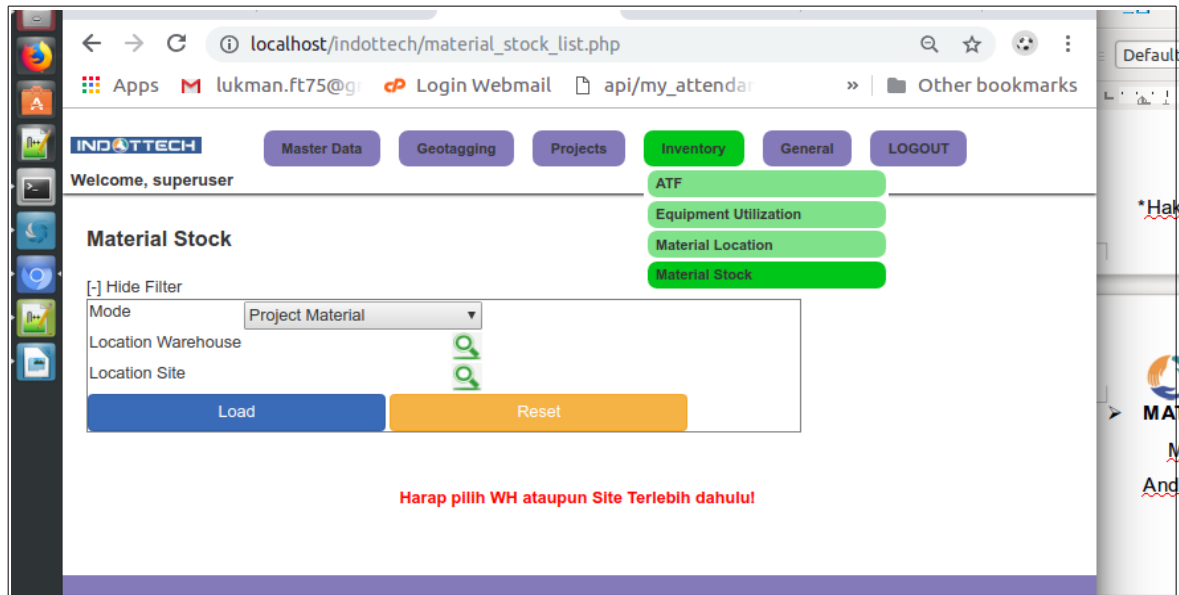 localhost/indottech/material_stock_list.php
Apps lukman.ft75@g Login Webmail api/my_attendar » Other bookmarks
Default
INDOTTECH
Master Data Geotagging Projects Inventory General LOGOUT
Welcome, superuser
ATF
Equipment Utilization
Material Location
Material Stock
*Hak
Material Stock
[-] Hide Filter
Mode Project Material
Location Warehouse
Location Site
Load Reset
MAT
M
And
Harap pilih WH ataupun Site Terlebih dahulu!